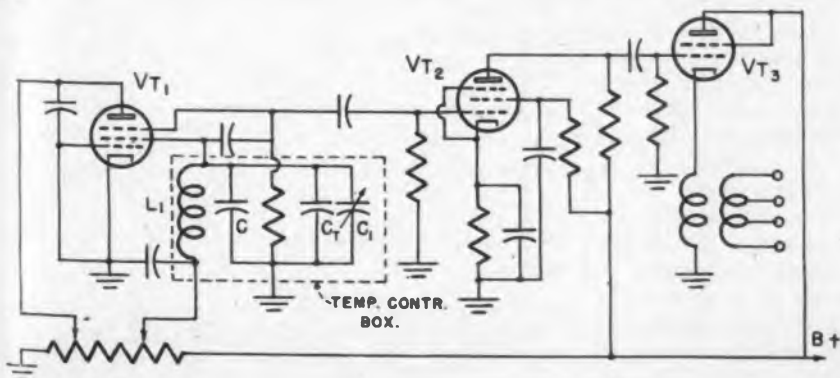 VT1
VT2
VT3
L1
C
CT
C1
TEMP. CONTR.
BOX.
B+